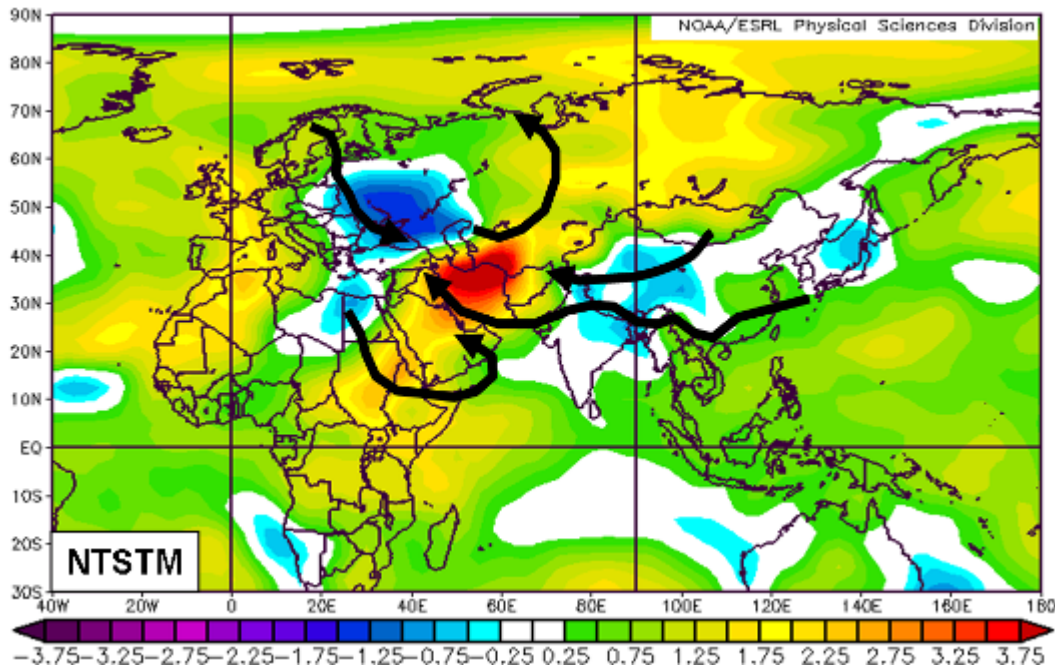 90N
NOAA/ESRL Physical Sciences Division
80N
70N
60N
50N
40N
30N
20N
10N
EQ
10S
20S
NTSTM
30S
40W 0 20E 40E 60E 80E 100E 120E 140E 160E 180
-3.75 -3.25 -2.75 -2.25 -1.75 -1.25 -0.75 -0.25 0.25 0.75 1.25 1.75 2.25 2.75 3.25 3.75